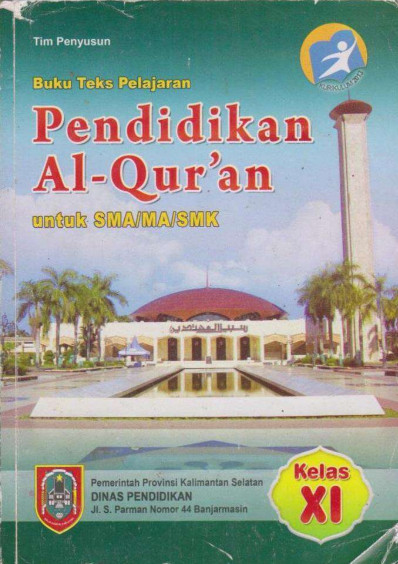 Tim Penyusun
Buku Teks Pelajaran
Pendidikan
Al-Qur'an
untuk SMA/MA/SMK
Kelas
XI
Pemerintah Provinsi Kalimantan Selatan
DINAS PENDIDIKAN
Jl. S. Parman Nomor 44 Banjarmasin